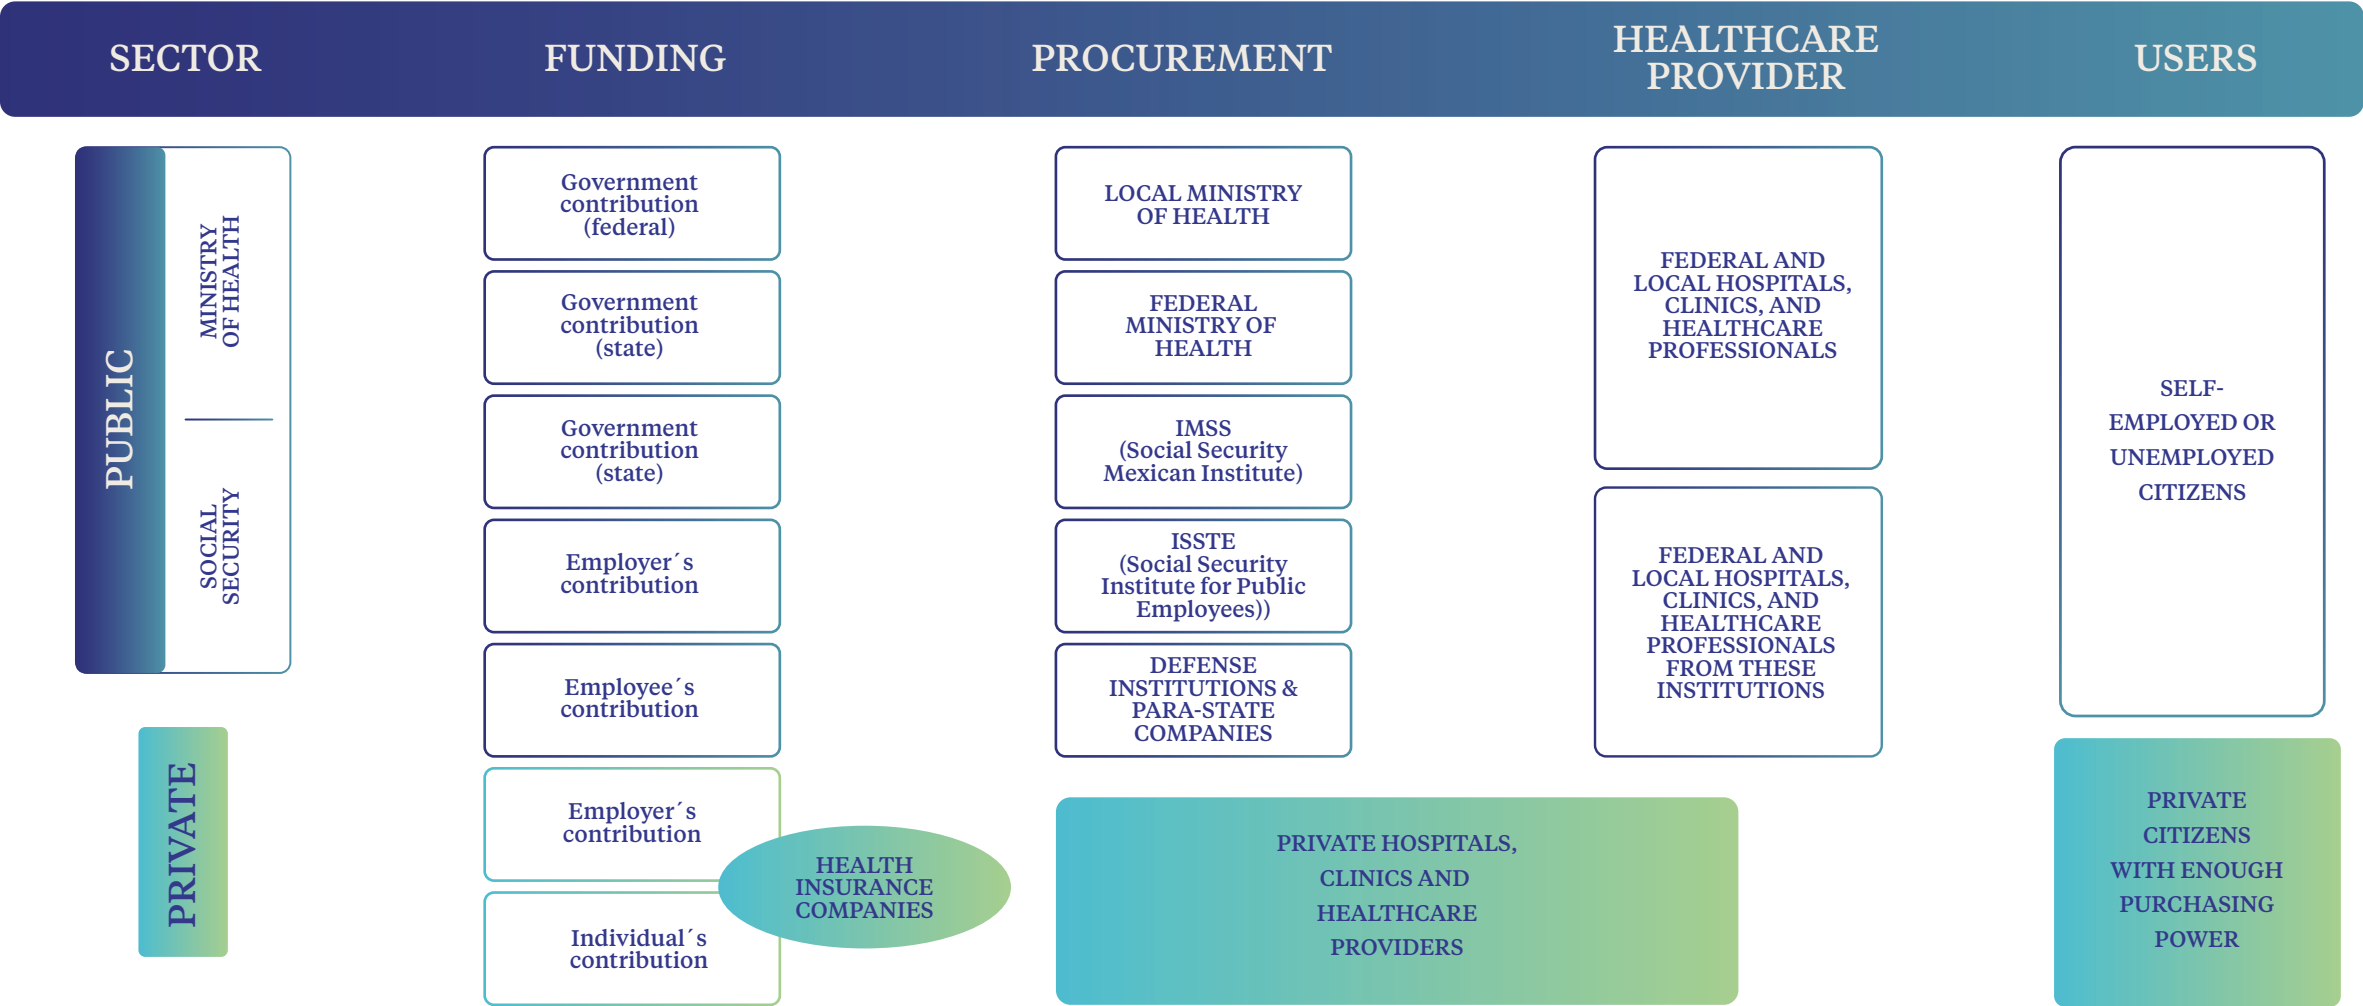 SECTOR
FUNDING
PROCUREMENT
HEALTHCARE
PROVIDER
USERS
PUBLIC
MINISTRY
OF HEALTH
SOCIAL
SECURITY
Government
contribution
(federal)
Government
contribution
(state)
Government
contribution
(state)
Employer´s
contribution
Employee´s
contribution
LOCAL MINISTRY
OF HEALTH
FEDERAL
MINISTRY OF
HEALTH
IMSS
(Social Security
Mexican Institute)
ISSTE
(Social Security
Institute for Public
Employees))
DEFENSE
INSTITUTIONS &
PARA-STATE
COMPANIES
FEDERAL AND
LOCAL HOSPITALS,
CLINICS, AND
HEALTHCARE
PROFESSIONALS
FEDERAL AND
LOCAL HOSPITALS,
CLINICS, AND
HEALTHCARE
PROFESSIONALS
FROM THESE
INSTITUTIONS
SELF-
EMPLOYED OR
UNEMPLOYED
CITIZENS
PRIVATE
Employer´s
contribution
Individual´s
contribution
HEALTH
INSURANCE
COMPANIES
PRIVATE HOSPITALS,
CLINICS AND
HEALTHCARE
PROVIDERS
PRIVATE
CITIZENS
WITH ENOUGH
PURCHASING
POWER